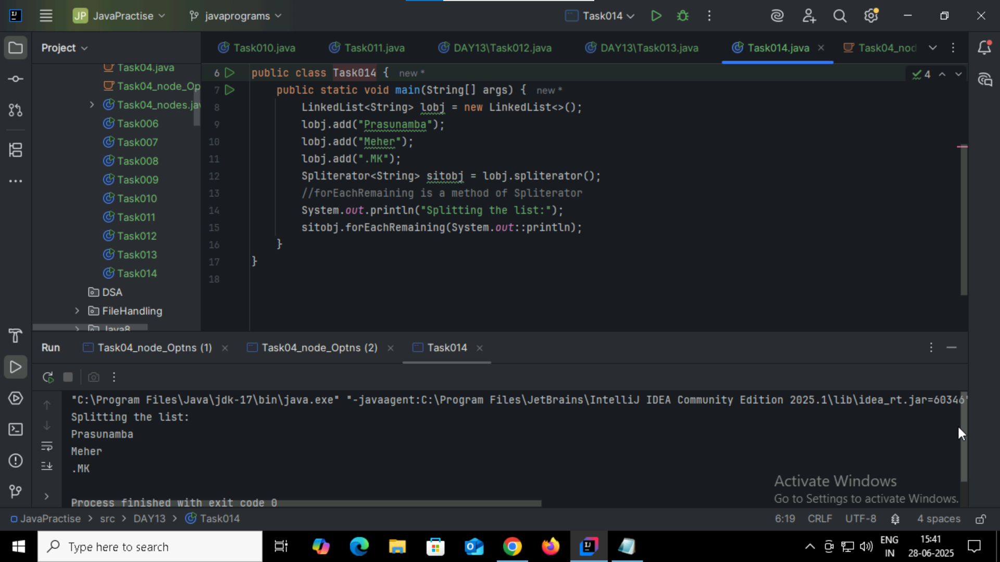 JP JavaPractise
javaprograms
Task014
Project
Task010.java
Task011.java
DAY13\Task012.java
DAY13\Task013.java
Task014.java
Task04_nod
Task04.java
Task04_node_Op
Task04_nodes.ja
Task006
Task007
Task008
Task009
Task010
Task011
Task012
Task013
Task014
DSA
FileHandling
Java8
4
6 public class Task014 { new *
7 public static void main(String[] args) { new *
8 LinkedList<String> lobj = new LinkedList<>();
9 lobj.add("Prasunamba");
10 lobj.add("Meher");
11 lobj.add(".MK");
12 Spliterator<String> sitobj = lobj.spliterator();
13 //forEachRemaining is a method of Spliterator
14 System.out.println("Splitting the list:");
15 sitobj.forEachRemaining(System.out::println);
16 }
17 }
18
Run
Task04_node_Optns (1)
Task04_node_Optns (2)
Task014
"C:\Program Files\Java\jdk-17\bin\java.exe" "-javaagent:C:\Program Files\JetBrains\IntelliJ IDEA Community Edition 2025.1\lib\idea_rt.jar=60346"
Splitting the list:
Prasunamba
Meher
.MK
Process finished with exit code 0
Activate Windows
Go to Settings to activate Windows.
JavaPractise > src > DAY13 > Task014
6:19 CRLF UTF-8 4 spaces
Type here to search
ENG
IN
15:41
28-06-2025